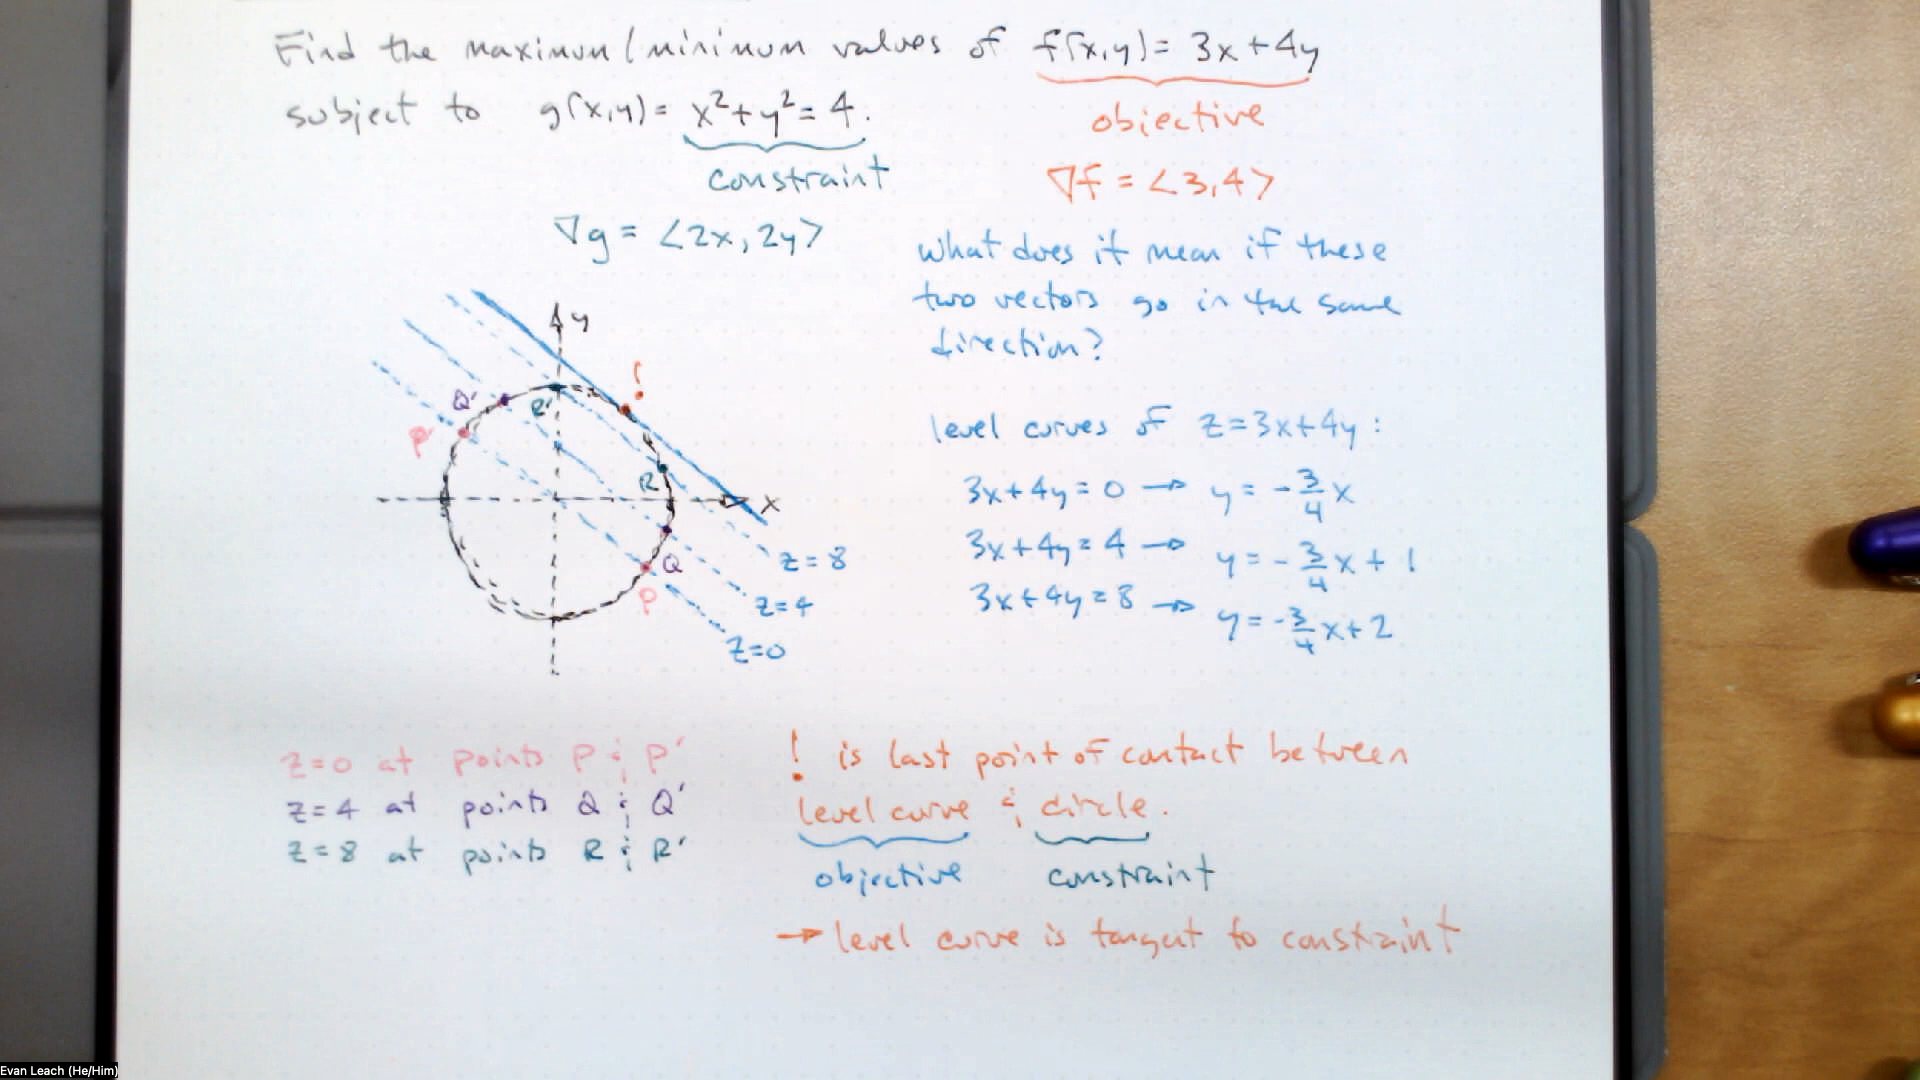 Find the maximum/minimum values of f(x,y) = 3x+4y
subject to g(x,y) = x²+y² = 4.
objective
constraint
∇f = <3,4>
∇g = <2x, 2y>
what does it mean if these
two vectors go in the same
direction?
y
!
Q'
R'
P'
R
x
Q
P
z=8
z=4
z=0
level curves of z=3x+4y :
3x+4y = 0 → y = -3/4 x
3x+4y = 4 → y = -3/4 x + 1
3x+4y = 8 → y = -3/4 x + 2
z=0 at points P & P'
z=4 at points Q & Q'
z=8 at points R & R'
! is last point of contact between
level curve & circle.
objective constraint
→ level curve is tangent to constraint
Evan Leach (He/Him)